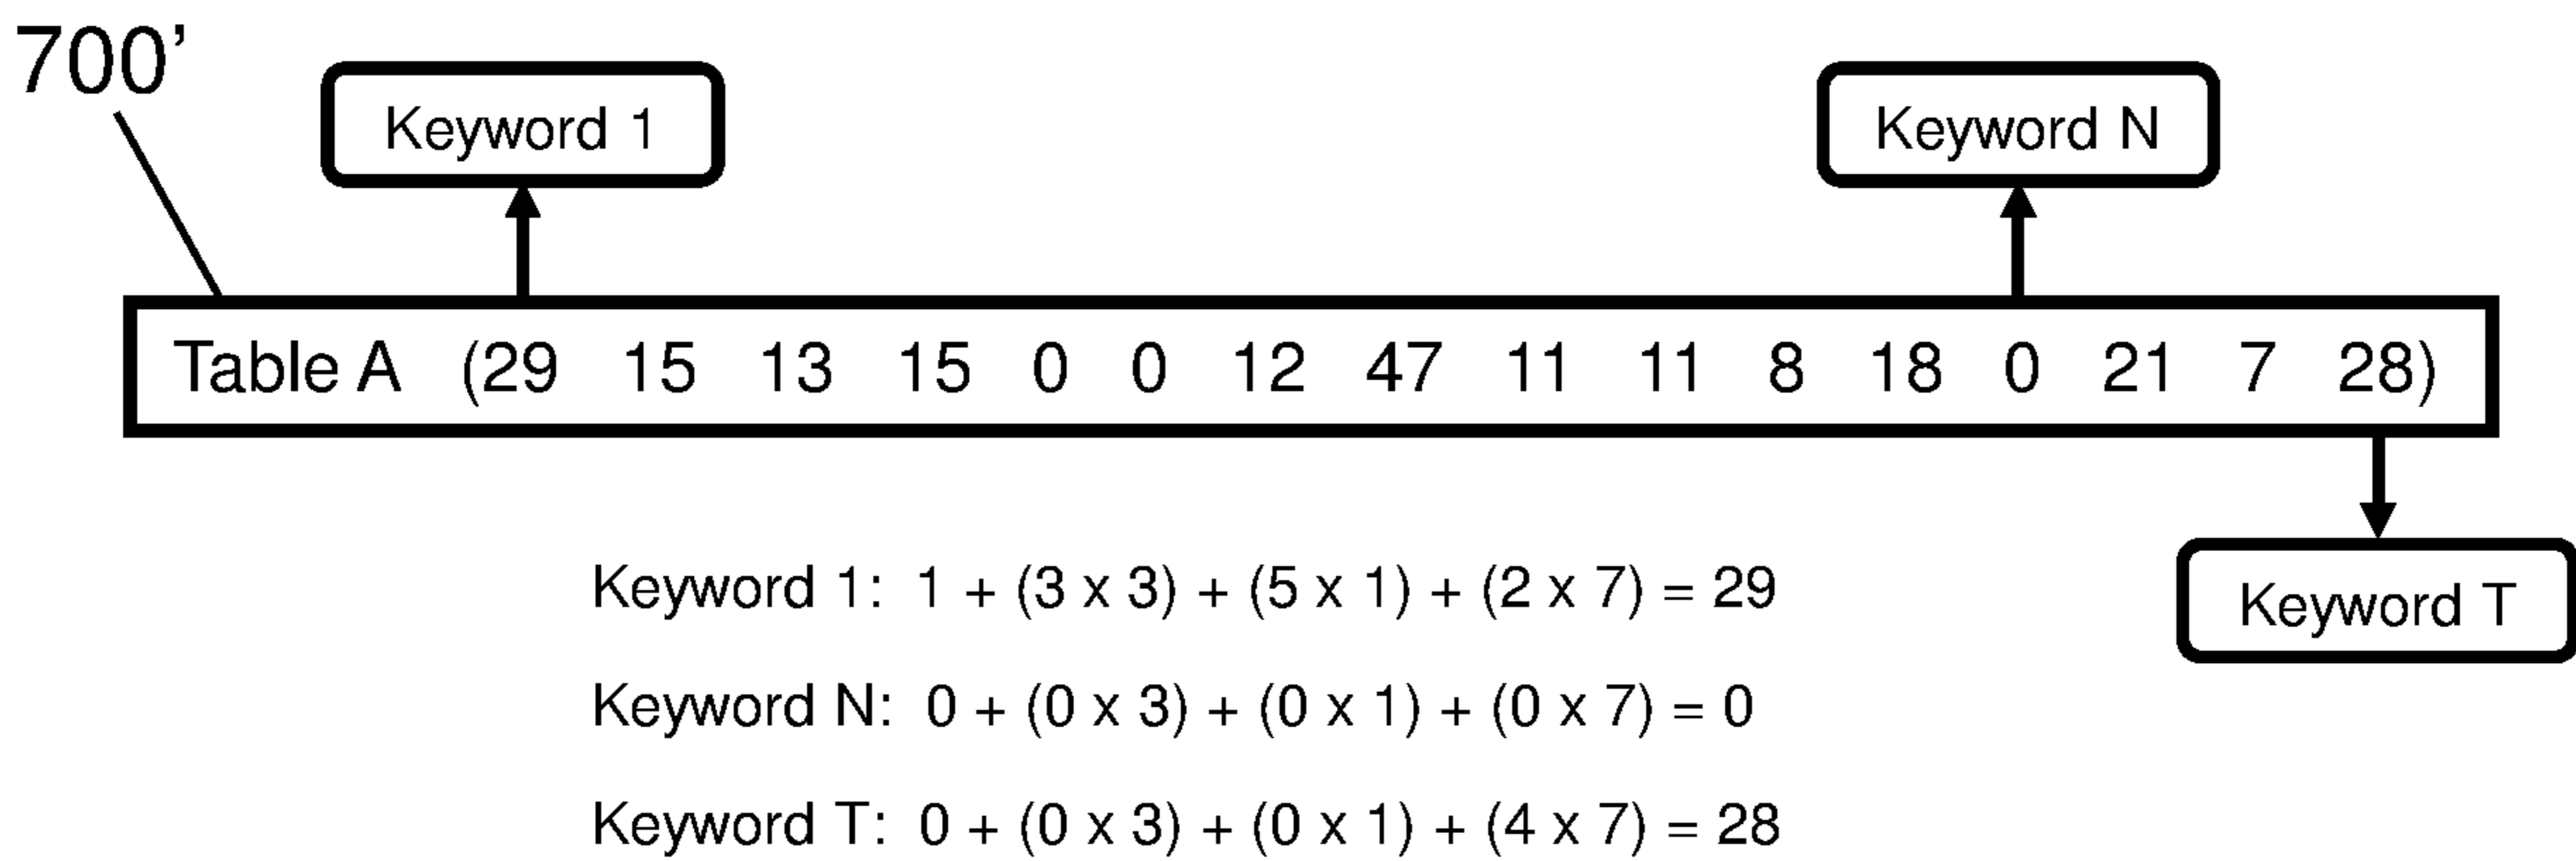 700’
Keyword 1
Keyword N
Table A (29 15 13 15 0 0 12 47 11 11 8 18 0 21 7 28)
Keyword 1: 1 + (3 x 3) + (5 x 1) + (2 x 7) = 29
Keyword T
Keyword N: 0 + (0 x 3) + (0 x 1) + (0 x 7) = 0
Keyword T: 0 + (0 x 3) + (0 x 1) + (4 x 7) = 28